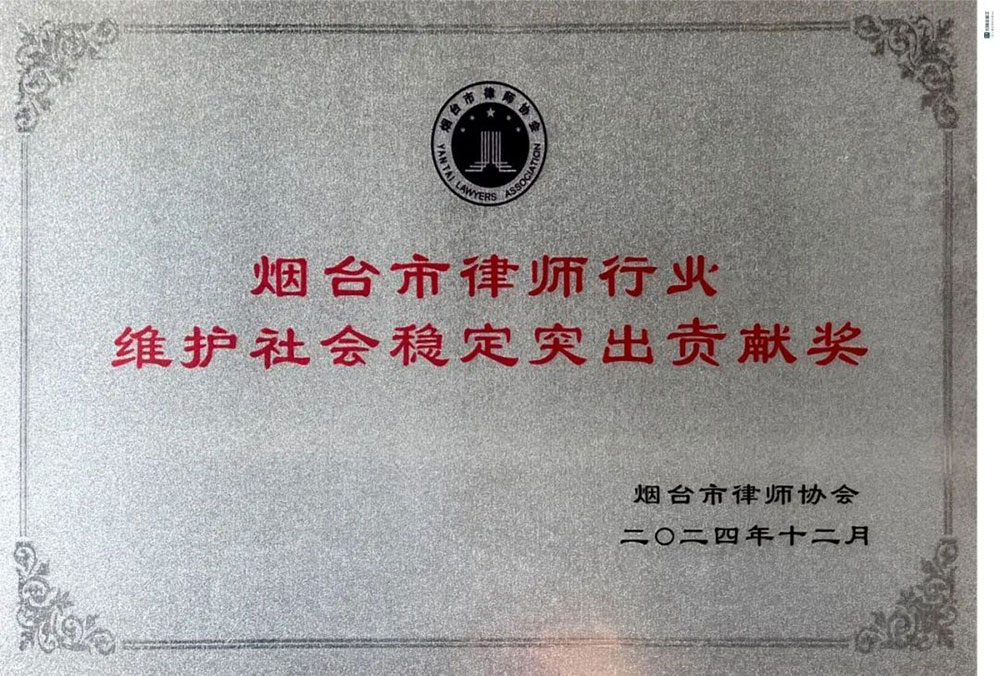 烟台市律师协会
YANTAI LAWYERS ASSOCIATION
烟台市律师行业
维护社会稳定突出贡献奖
烟台市律师协会
二〇二四年十二月